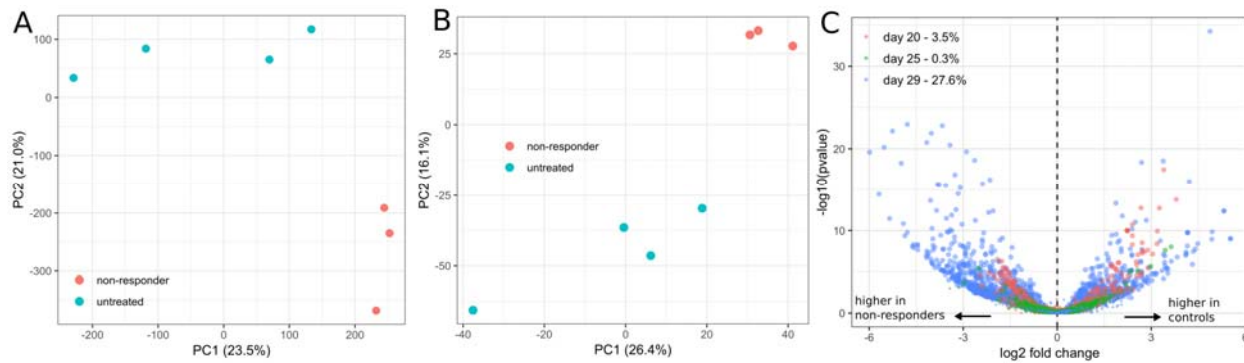 A
100
0
-100
-200
-300
PC2 (21.0%)
non-responder
untreated
-200
-100
0
100
200
PC1 (23.5%)
B
25
0
-25
-50
PC2 (16.1%)
non-responder
untreated
-40
-20
0
20
40
PC1 (26.4%)
C
day 20 - 3.5%
day 25 - 0.3%
day 29 - 27.6%
30
20
10
0
-log10(pvalue)
higher in
non-responders
higher in
controls
-6
-3
0
3
6
log2 fold change